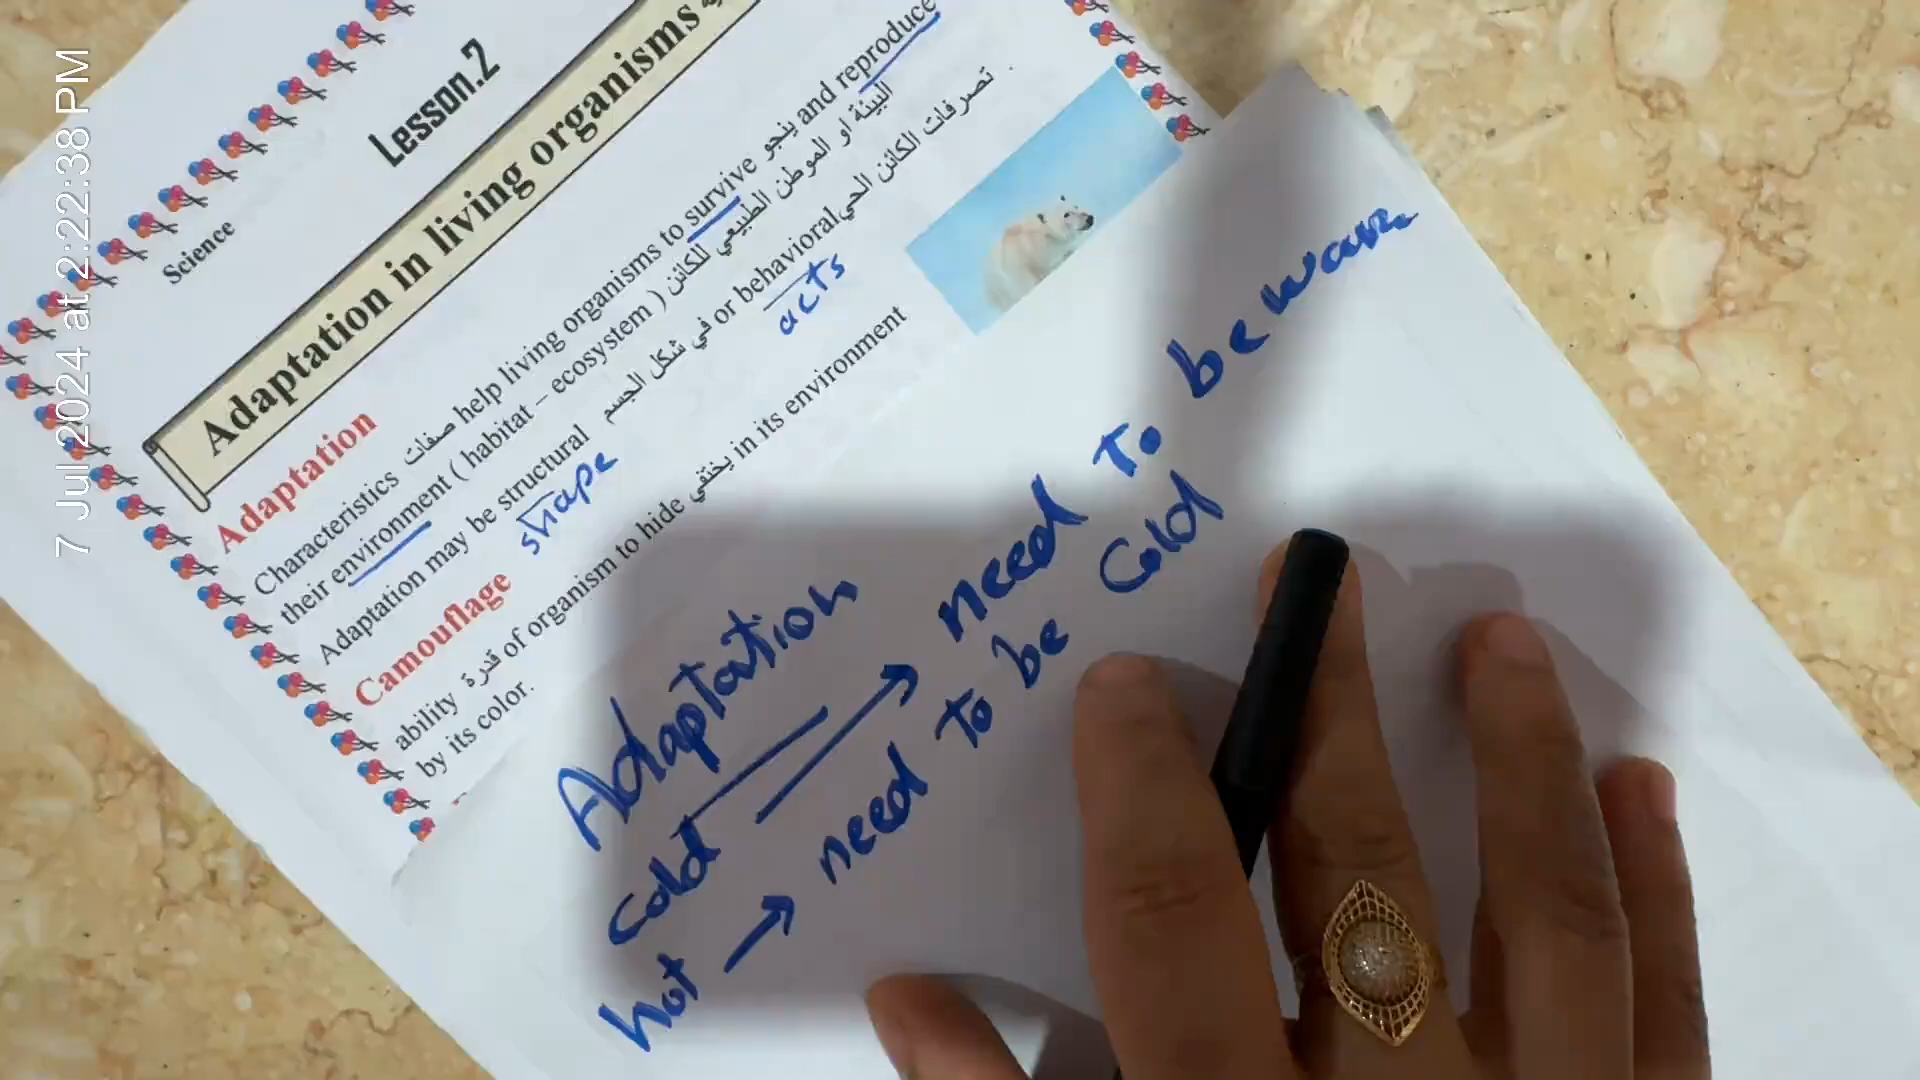 7 Jul 2024 at 2:22:38 PM
Science
Lesson.2
Adaptation in living organisms
Adaptation
Characteristics صفات help living organisms to survive ينجو and reproduce
their environment ( habitat – ecosystem ) البيئة او الموطن الطبيعي للكائن
Adaptation may be structural في شكل الجسم or behavioral تصرفات الكائن الحي .
shape
acts
Camouflage
ability قدرة of organism to hide يختفي in its environment
by its color.
Adaptation
cold → need to be warm
hot → need to be cold